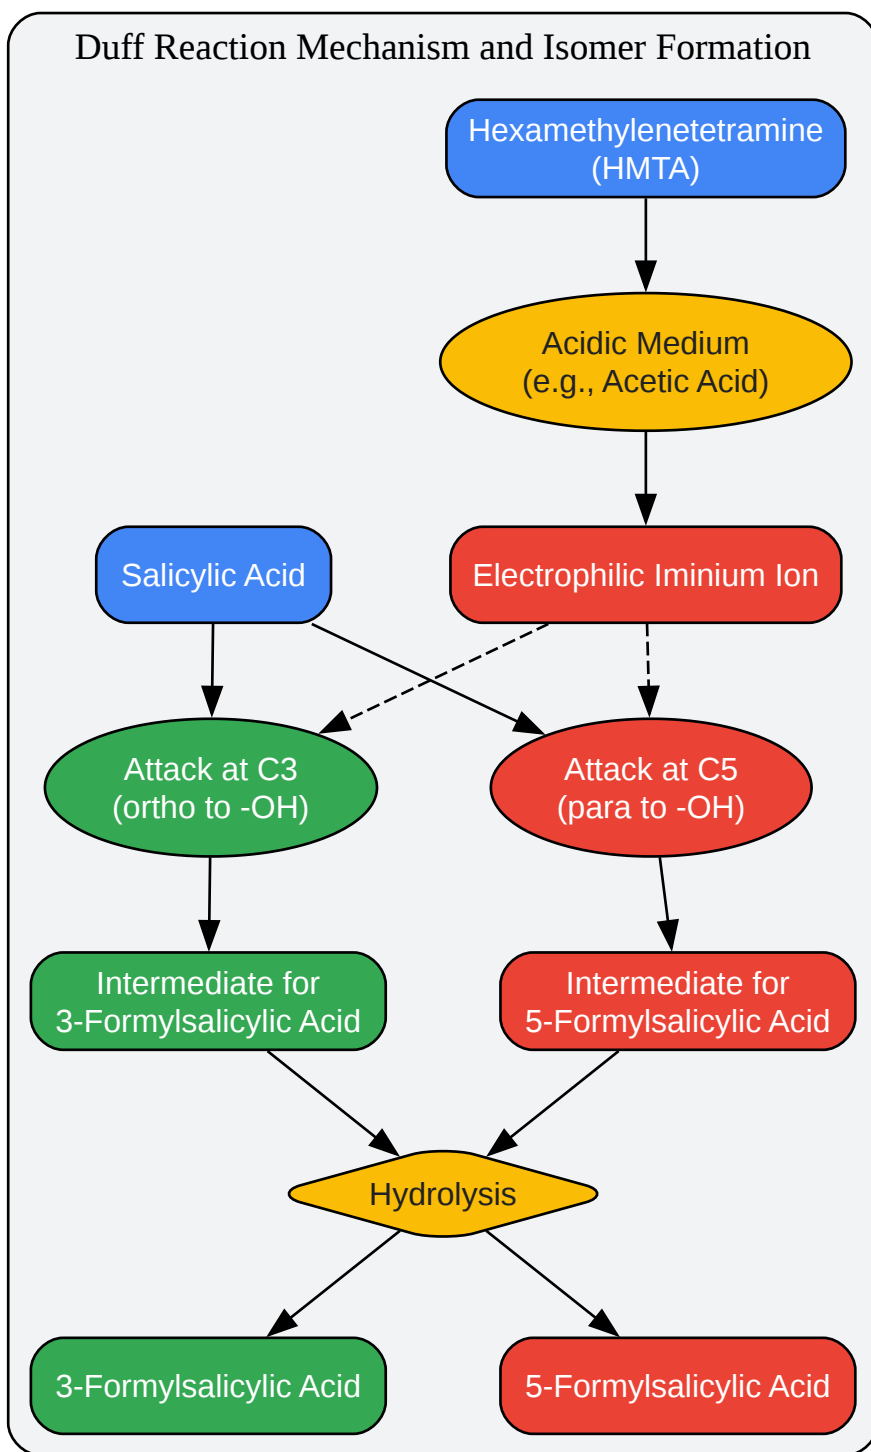 Duff Reaction Mechanism and Isomer Formation
Hexamethylenetetramine
(HMTA)
Acidic Medium
(e.g., Acetic Acid)
Salicylic Acid
Electrophilic Iminium Ion
Attack at C3
(ortho to -OH)
Attack at C5
(para to -OH)
Intermediate for
3-Formylsalicylic Acid
Intermediate for
5-Formylsalicylic Acid
Hydrolysis
3-Formylsalicylic Acid
5-Formylsalicylic Acid